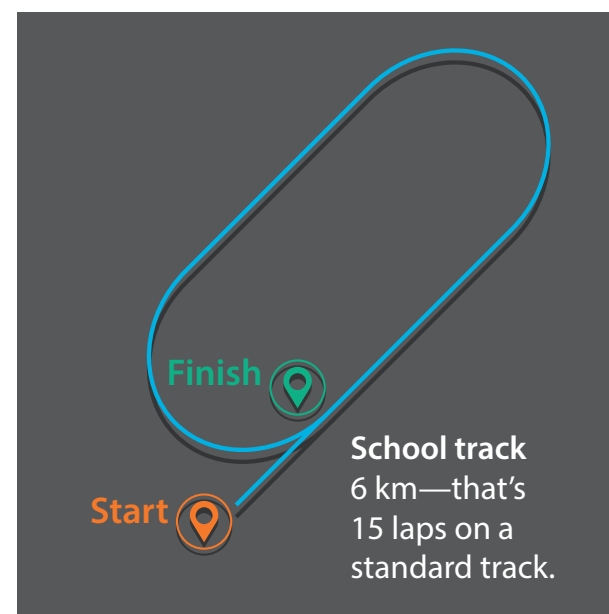 Finish
School track
6 km—that's
15 laps on a
standard track.
Start